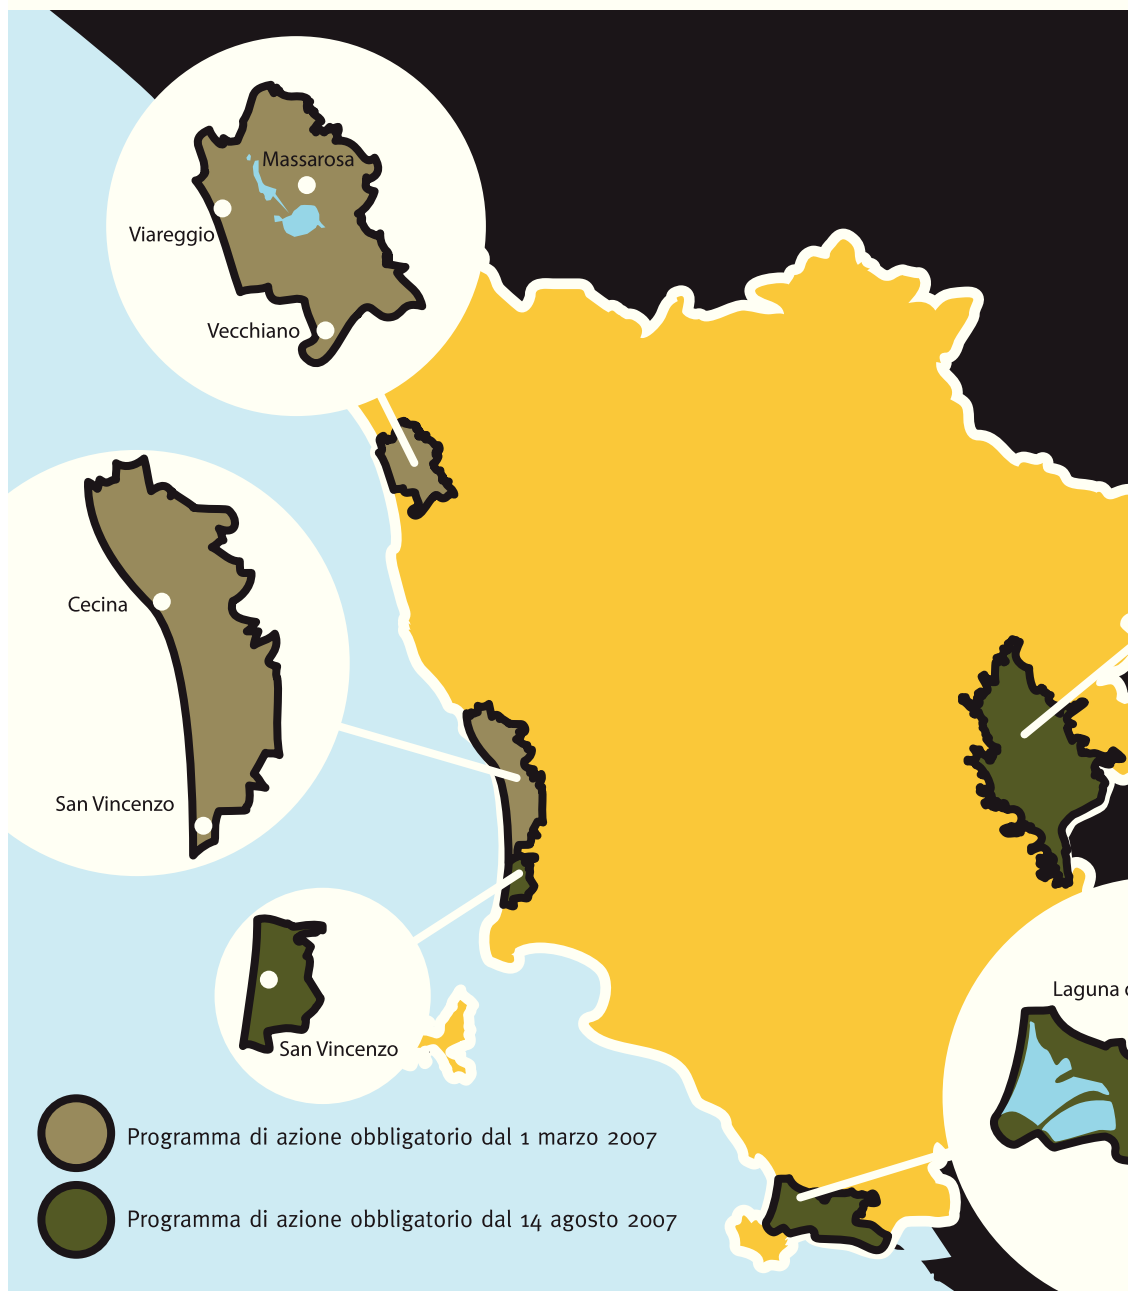 Massarosa
Viareggio
Vecchiano
Cecina
San Vincenzo
Laguna
San Vincenzo
Programma di azione obbligatorio dal 1 marzo 2007
Programma di azione obbligatorio dal 14 agosto 2007